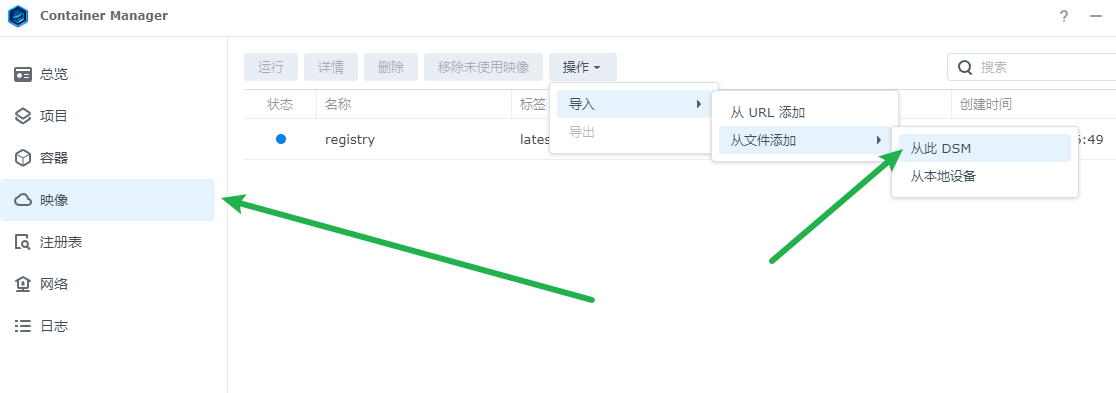 Container Manager
?
总览
项目
容器
映像
注册表
网络
日志
运行 详情 删除 移除未使用映像 操作
搜索
状态 名称 标签 创建时间
registry lates :49
导入
导出
从 URL 添加
从文件添加
从此 DSM
从本地设备